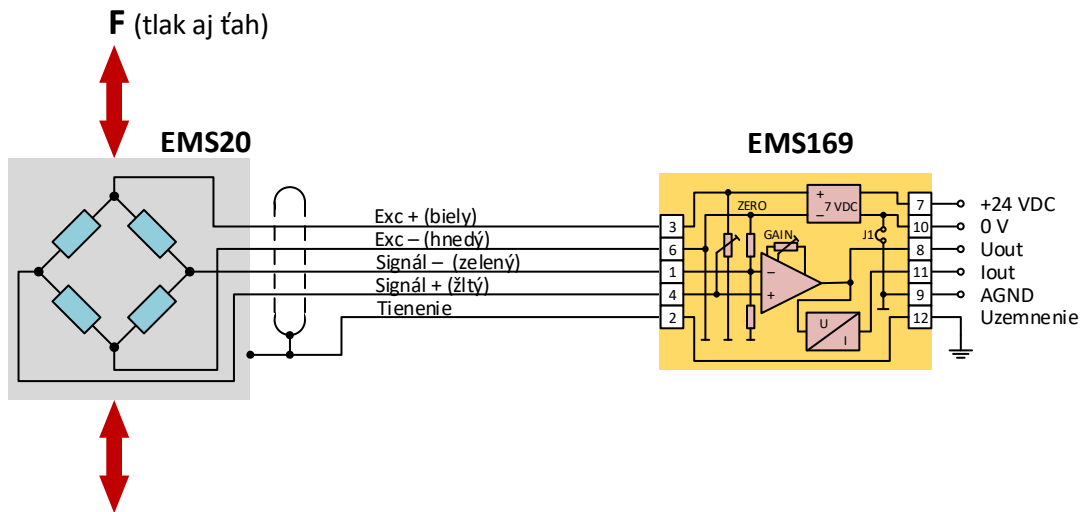 F (tlak aj ťah)
EMS20
EMS169
Exc + (biely)
Exc – (hnedý)
Signál – (zelený)
Signál + (žltý)
Tienenie
3
6
1
4
2
ZERO
GAIN
+
–
7 VDC
J1
–
+
U
I
7
10
8
11
9
12
+24 VDC
0 V
Uout
Iout
AGND
Uzemnenie